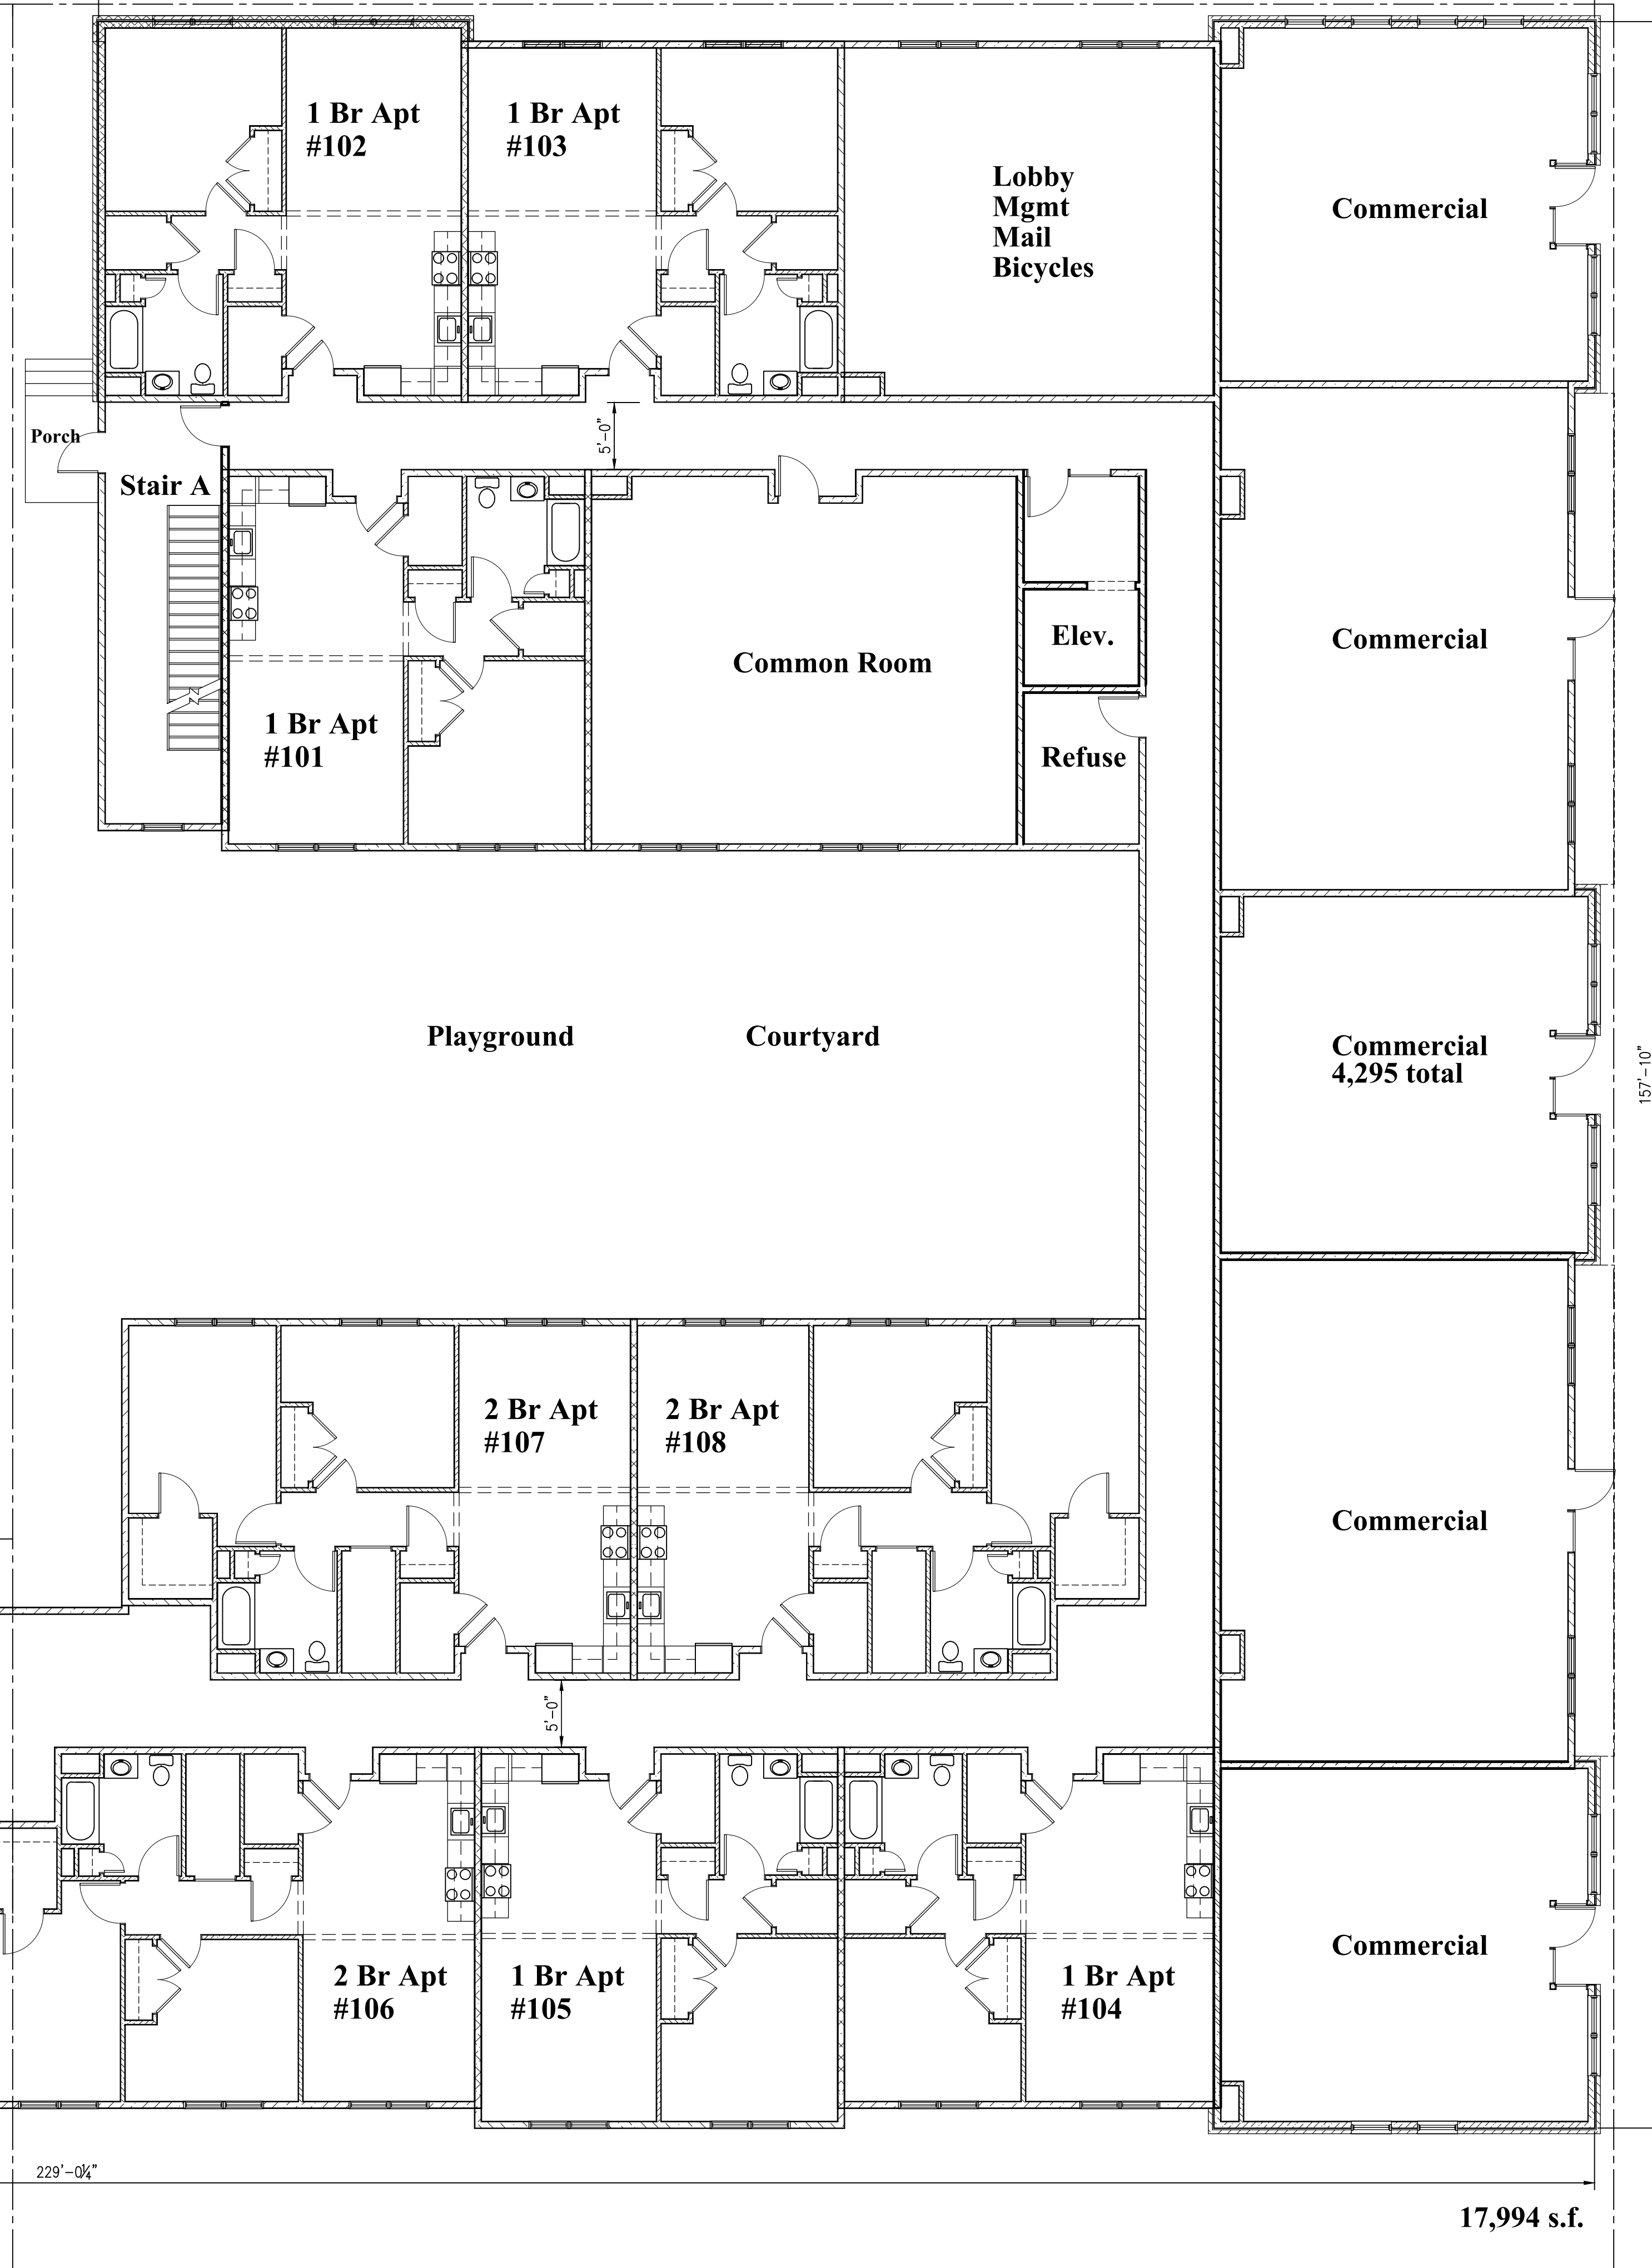 1 Br Apt
#102
1 Br Apt
#103
Lobby
Mgmt
Mail
Bicycles
Commercial
Porch
5'-0"
Stair A
Commercial
Elev.
Common Room
1 Br Apt
#101
Refuse
Playground
Courtyard
Commercial
4,295 total
157'-10"
2 Br Apt
#107
2 Br Apt
#108
Commercial
5'-0"
Commercial
2 Br Apt
#106
1 Br Apt
#105
1 Br Apt
#104
229'-0¼"
17,994 s.f.